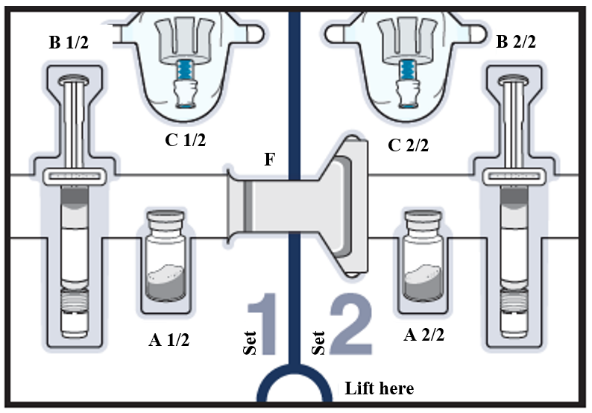 B 1/2
B 2/2
C 1/2
C 2/2
F
Set 1
Set 2
A 1/2
A 2/2
Lift here